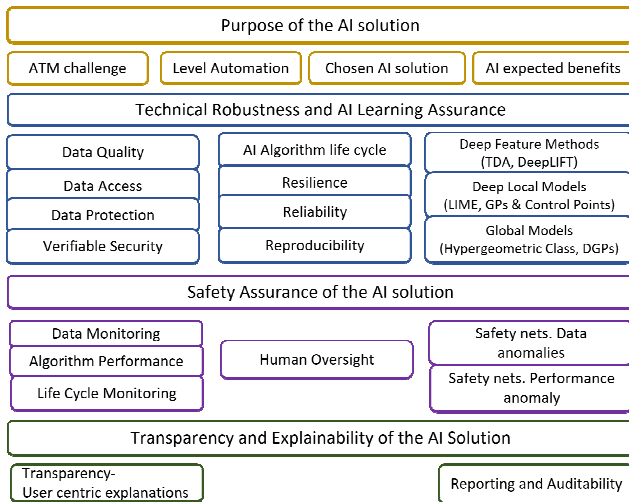 Purpose of the AI solution
ATM challenge
Level Automation
Chosen AI solution
AI expected benefits
Technical Robustness and AI Learning Assurance
Data Quality
Data Access
Data Protection
Verifiable Security
AI Algorithm life cycle
Resilience
Reliability
Reproducibility
Deep Feature Methods
(TDA, DeepLIFT)
Deep Local Models
(LIME, GPs & Control Points)
Global Models
(Hypergeometric Class, DGPs)
Safety Assurance of the AI solution
Data Monitoring
Algorithm Performance
Life Cycle Monitoring
Human Oversight
Safety nets. Data
anomalies
Safety nets. Performance
anomaly
Transparency and Explainability of the AI Solution
Transparency-
User centric explanations
Reporting and Auditability